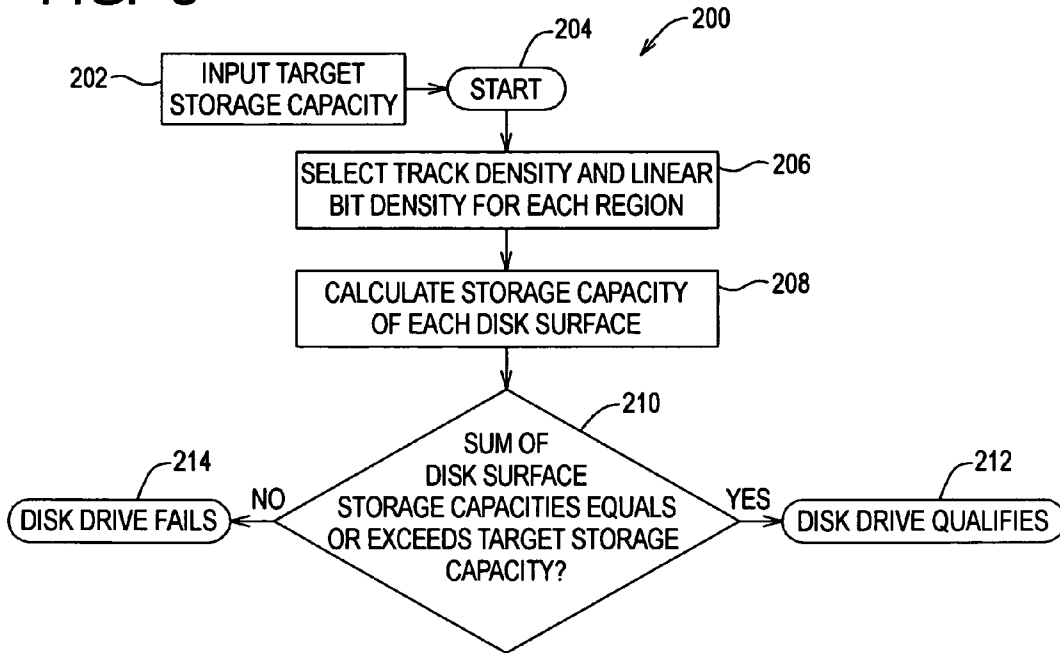 200
204
202
INPUT TARGET
STORAGE CAPACITY
START
SELECT TRACK DENSITY AND LINEAR
BIT DENSITY FOR EACH REGION
206
CALCULATE STORAGE CAPACITY
OF EACH DISK SURFACE
208
210
SUM OF
DISK SURFACE
STORAGE CAPACITIES EQUALS
OR EXCEEDS TARGET STORAGE
CAPACITY?
214
NO
DISK DRIVE FAILS
YES
212
DISK DRIVE QUALIFIES